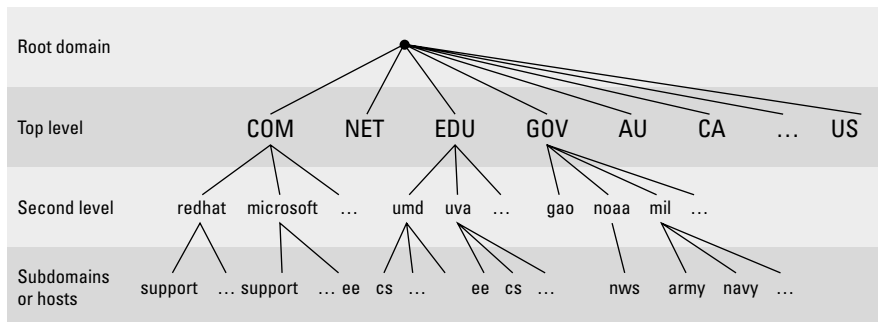 Root domain
Top level COM NET EDU GOV AU CA ... US
Second level redhat microsoft ... umd uva ... gao noaa mil ...
Subdomains
or hosts
support ... support ... ee cs ... ee cs ... nws army navy ...